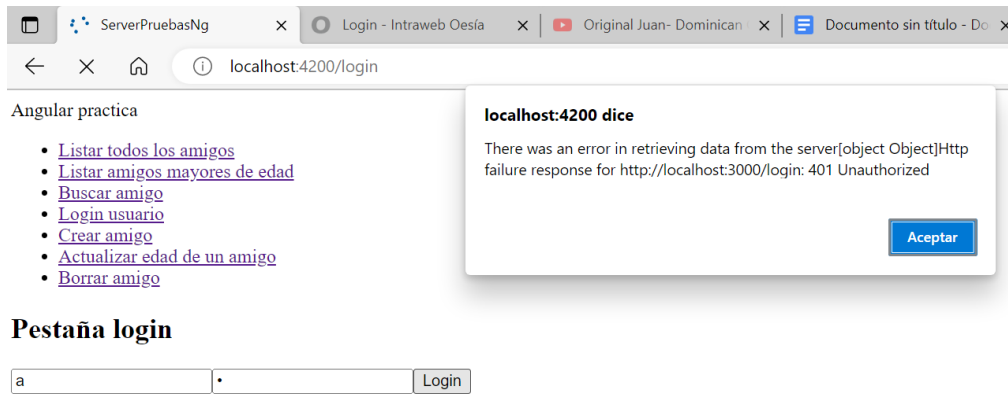 ServerPruebasNg
Login - Intraweb Oesía
Original Juan- Dominican
Documento sin título - Do
localhost:4200/login
Angular practica
Listar todos los amigos
Listar amigos mayores de edad
Buscar amigo
Login usuario
Crear amigo
Actualizar edad de un amigo
Borrar amigo
localhost:4200 dice
There was an error in retrieving data from the server[object Object]Http
failure response for http://localhost:3000/login: 401 Unauthorized
Aceptar
Pestaña login
a
Login